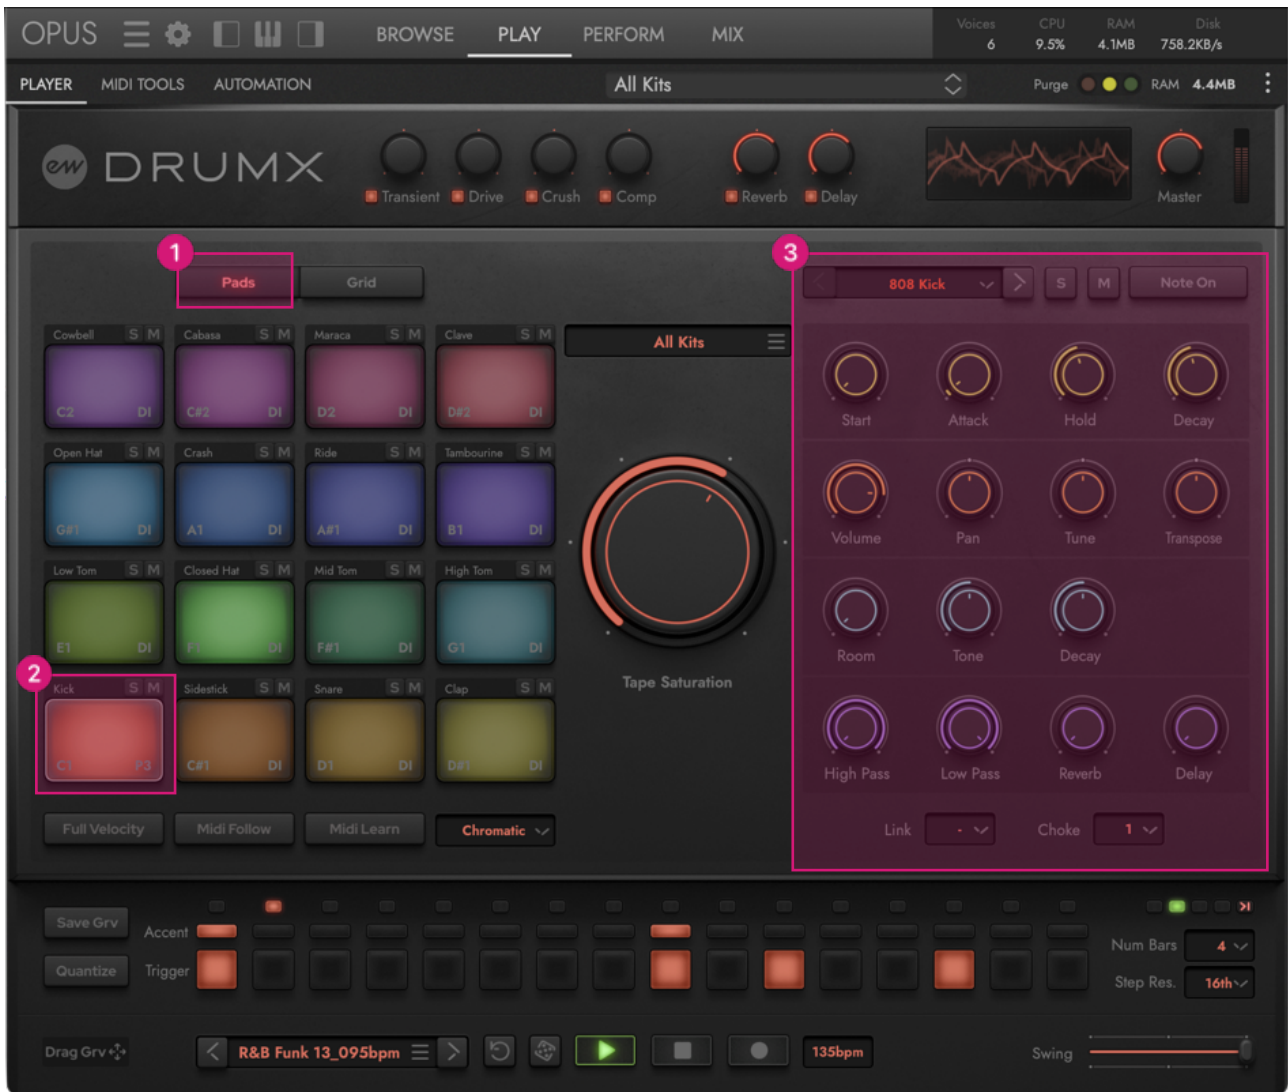 OPUS BROWSE PLAY PERFORM MIX Voices CPU RAM Disk
6 9.5% 4.1MB 758.2KB/s
PLAYER MIDI TOOLS AUTOMATION All Kits Purge RAM 4.4MB
ew DRUMX
Transient Drive Crush Comp Reverb Delay Master
1 3
Pads Grid 808 Kick S M Note On
Cowbell S M Cabasa S M Maraca S M Clave S M
All Kits
C2 DI C#2 DI D2 DI D#2 DI
Start Attack Hold Decay
Open Hat S M Crash S M Ride S M Tambourine S M
G#1 DI A1 DI A#1 DI B1 DI
Volume Pan Tune Transpose
Low Tom S M Closed Hat S M Mid Tom S M High Tom S M
E1 DI DI F#1 DI G1 DI
Room Tone Decay
2
Kick S M Sidestick S M Snare S M Clap S M
Tape Saturation
C1 P3 C#1 DI D1 DI D#1 DI
High Pass Low Pass Reverb Delay
Full Velocity Midi Follow Midi Learn Chromatic
Link - Choke 1
Save Grv
Accent
Num Bars 4
Quantize Trigger
Step Res. 16th
Drag Grv R&B Funk 13_095bpm 135bpm Swing